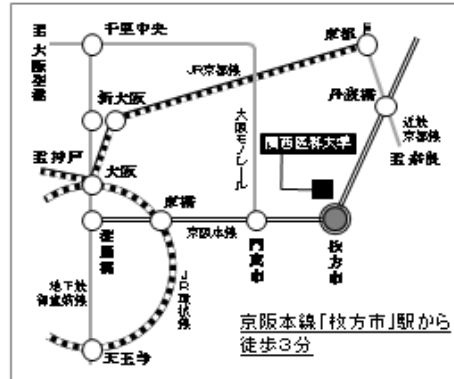 千里中央
京都
至大阪空港
JR京都線
新大阪
丹波橋
近鉄
京都線
大阪モノレール
関西医科大学
至神戸
至奈良
大阪
京橋
京阪本線
淀屋橋
門真市
枚方市
地下鉄
御堂筋線
JR環状線
天王寺
京阪本線「枚方市」駅から
徒歩3分